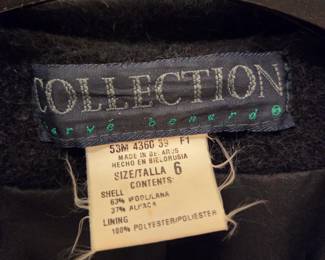 COLLECTION
arvé benard
53M 4360 39 F1
MADE IN BELARUS
HECHO EN BIELORUSIA
SIZE/TALLA 6
CONTENTS:
SHELL
63% WOOL/LANA
37% ALPACA
LINING
100% POLYESTER/POLIESTER